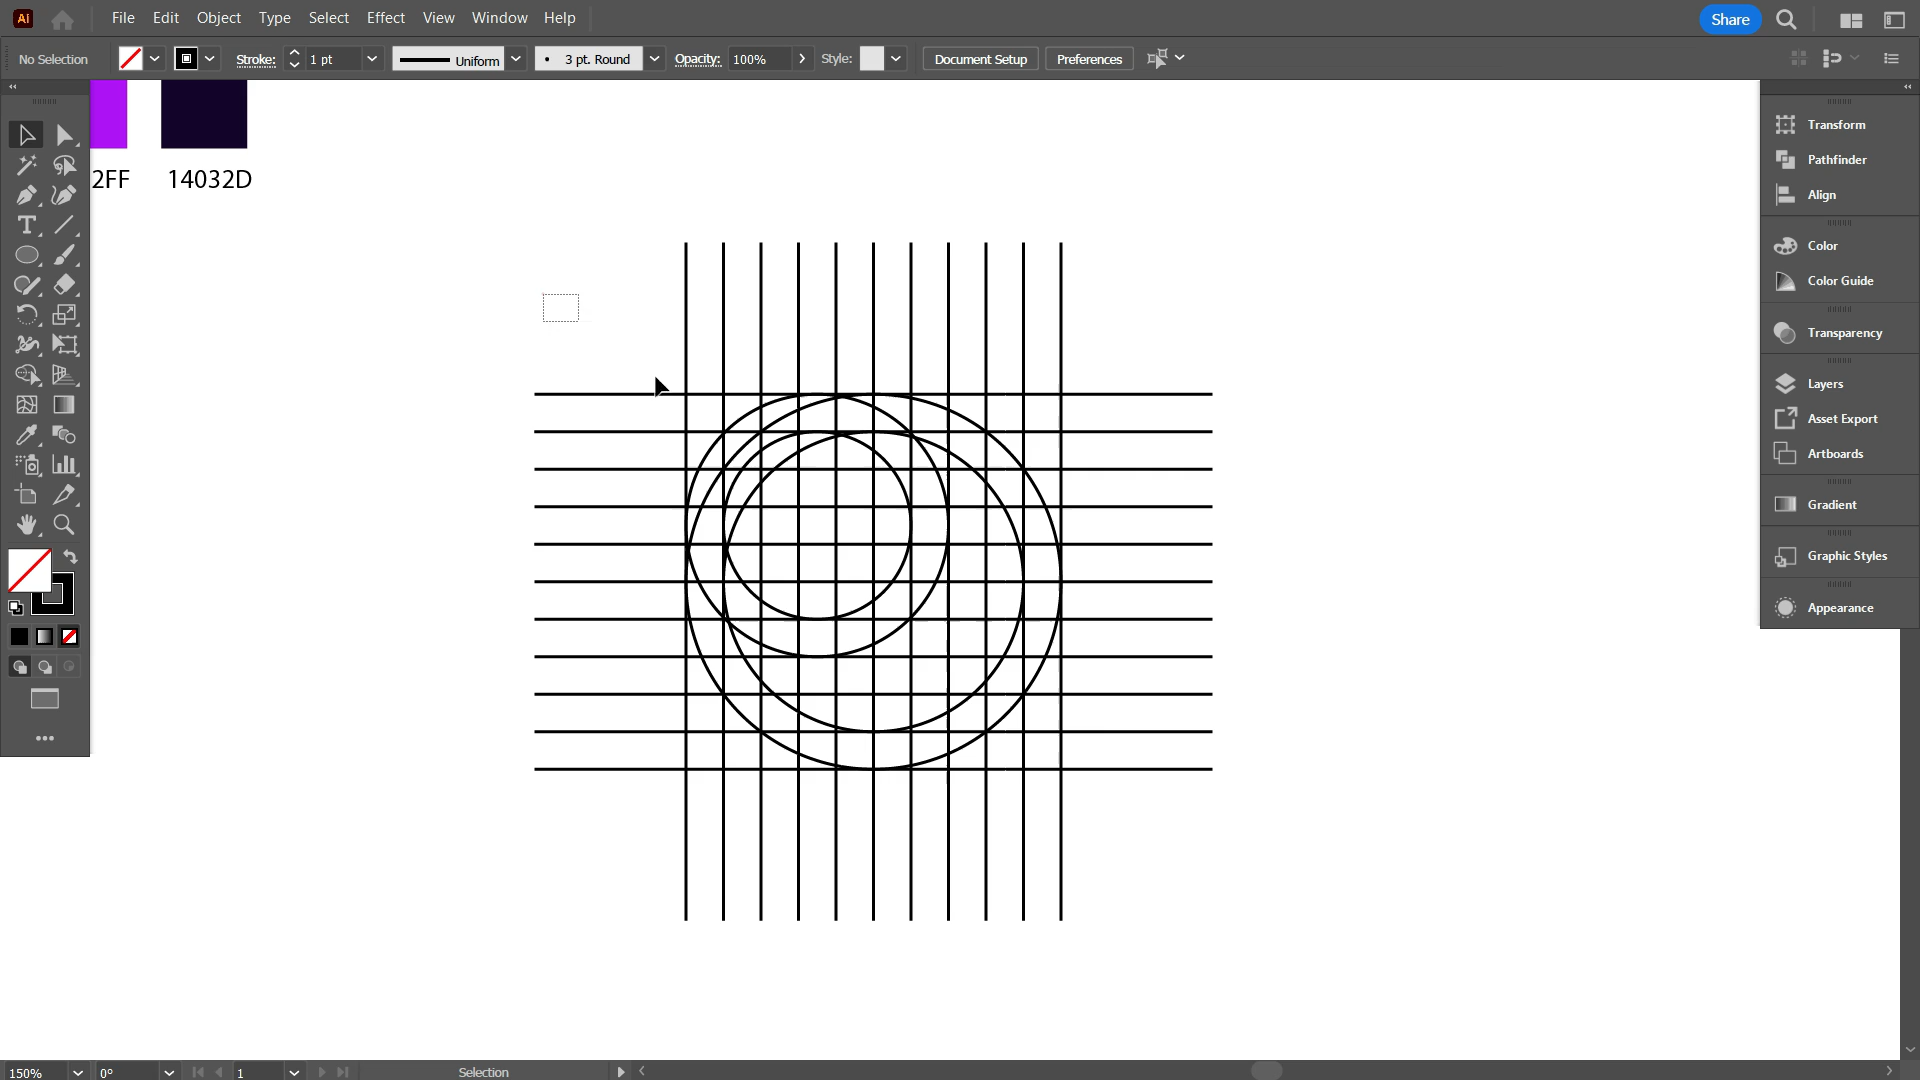 Ai File Edit Object Type Select Effect View Window Help Share
No Selection Stroke: 1 pt Uniform 3 pt. Round Opacity: 100% Style: Document Setup Preferences
2FF 14032D
Transform
Pathfinder
Align
Color
Color Guide
Transparency
Layers
Asset Export
Artboards
Gradient
Graphic Styles
Appearance
150% 0° 1 Selection